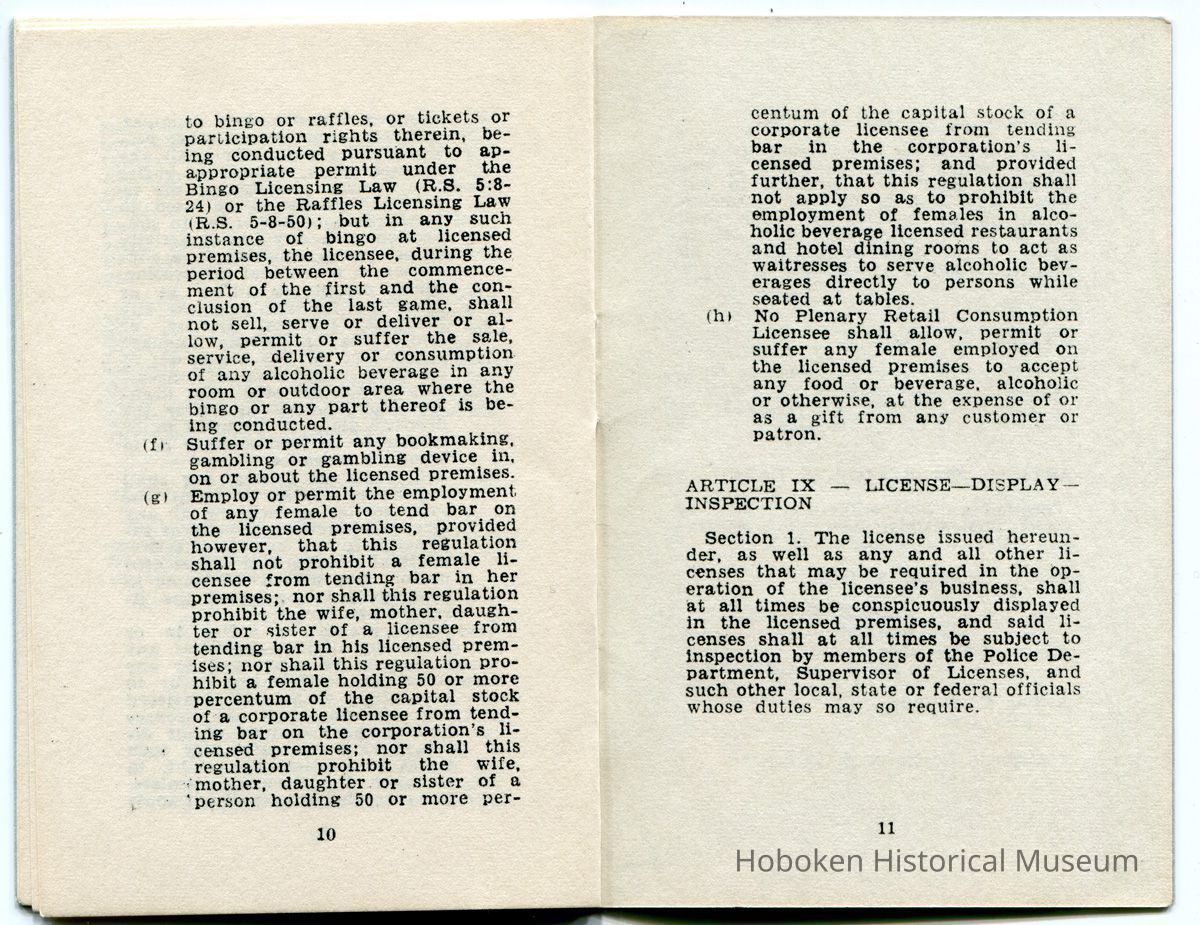 to bingo or raffles, or tickets or
participation rights therein, be-
ing conducted pursuant to ap-
appropriate permit under the
Bingo Licensing Law (R.S. 5:8-
24) or the Raffles Licensing Law
(R.S. 5-8-50); but in any such
instance of bingo at licensed
premises, the licensee, during the
period between the commence-
ment of the first and the con-
clusion of the last game, shall
not sell, serve or deliver or al-
low, permit or suffer the sale,
service, delivery or consumption
of any alcoholic beverage in any
room or outdoor area where the
bingo or any part thereof is be-
ing conducted.
(f) Suffer or permit any bookmaking,
gambling or gambling device in,
on or about the licensed premises.
(g) Employ or permit the employment
of any female to tend bar on
the licensed premises, provided
however, that this regulation
shall not prohibit a female li-
censee from tending bar in her
premises; nor shall this regulation
prohibit the wife, mother, daugh-
ter or sister of a licensee from
tending bar in his licensed prem-
ises; nor shall this regulation pro-
hibit a female holding 50 or more
percentum of the capital stock
of a corporate licensee from tend-
ing bar on the corporation's li-
censed premises; nor shall this
regulation prohibit the wife,
mother, daughter or sister of a
person holding 50 or more per-
10
centum of the capital stock of a
corporate licensee from tending
bar in the corporation's li-
censed premises; and provided
further, that this regulation shall
not apply so as to prohibit the
employment of females in alco-
holic beverage licensed restaurants
and hotel dining rooms to act as
waitresses to serve alcoholic bev-
erages directly to persons while
seated at tables.
(h) No Plenary Retail Consumption
Licensee shall allow, permit or
suffer any female employed on
the licensed premises to accept
any food or beverage, alcoholic
or otherwise, at the expense of or
as a gift from any customer or
patron.
ARTICLE IX — LICENSE—DISPLAY—
INSPECTION
Section 1. The license issued hereun-
der, as well as any and all other li-
censes that may be required in the op-
eration of the licensee's business, shall
at all times be conspicuously displayed
in the licensed premises, and said li-
censes shall at all times be subject to
inspection by members of the Police De-
partment, Supervisor of Licenses, and
such other local, state or federal officials
whose duties may so require.
11
Hoboken Historical Museum